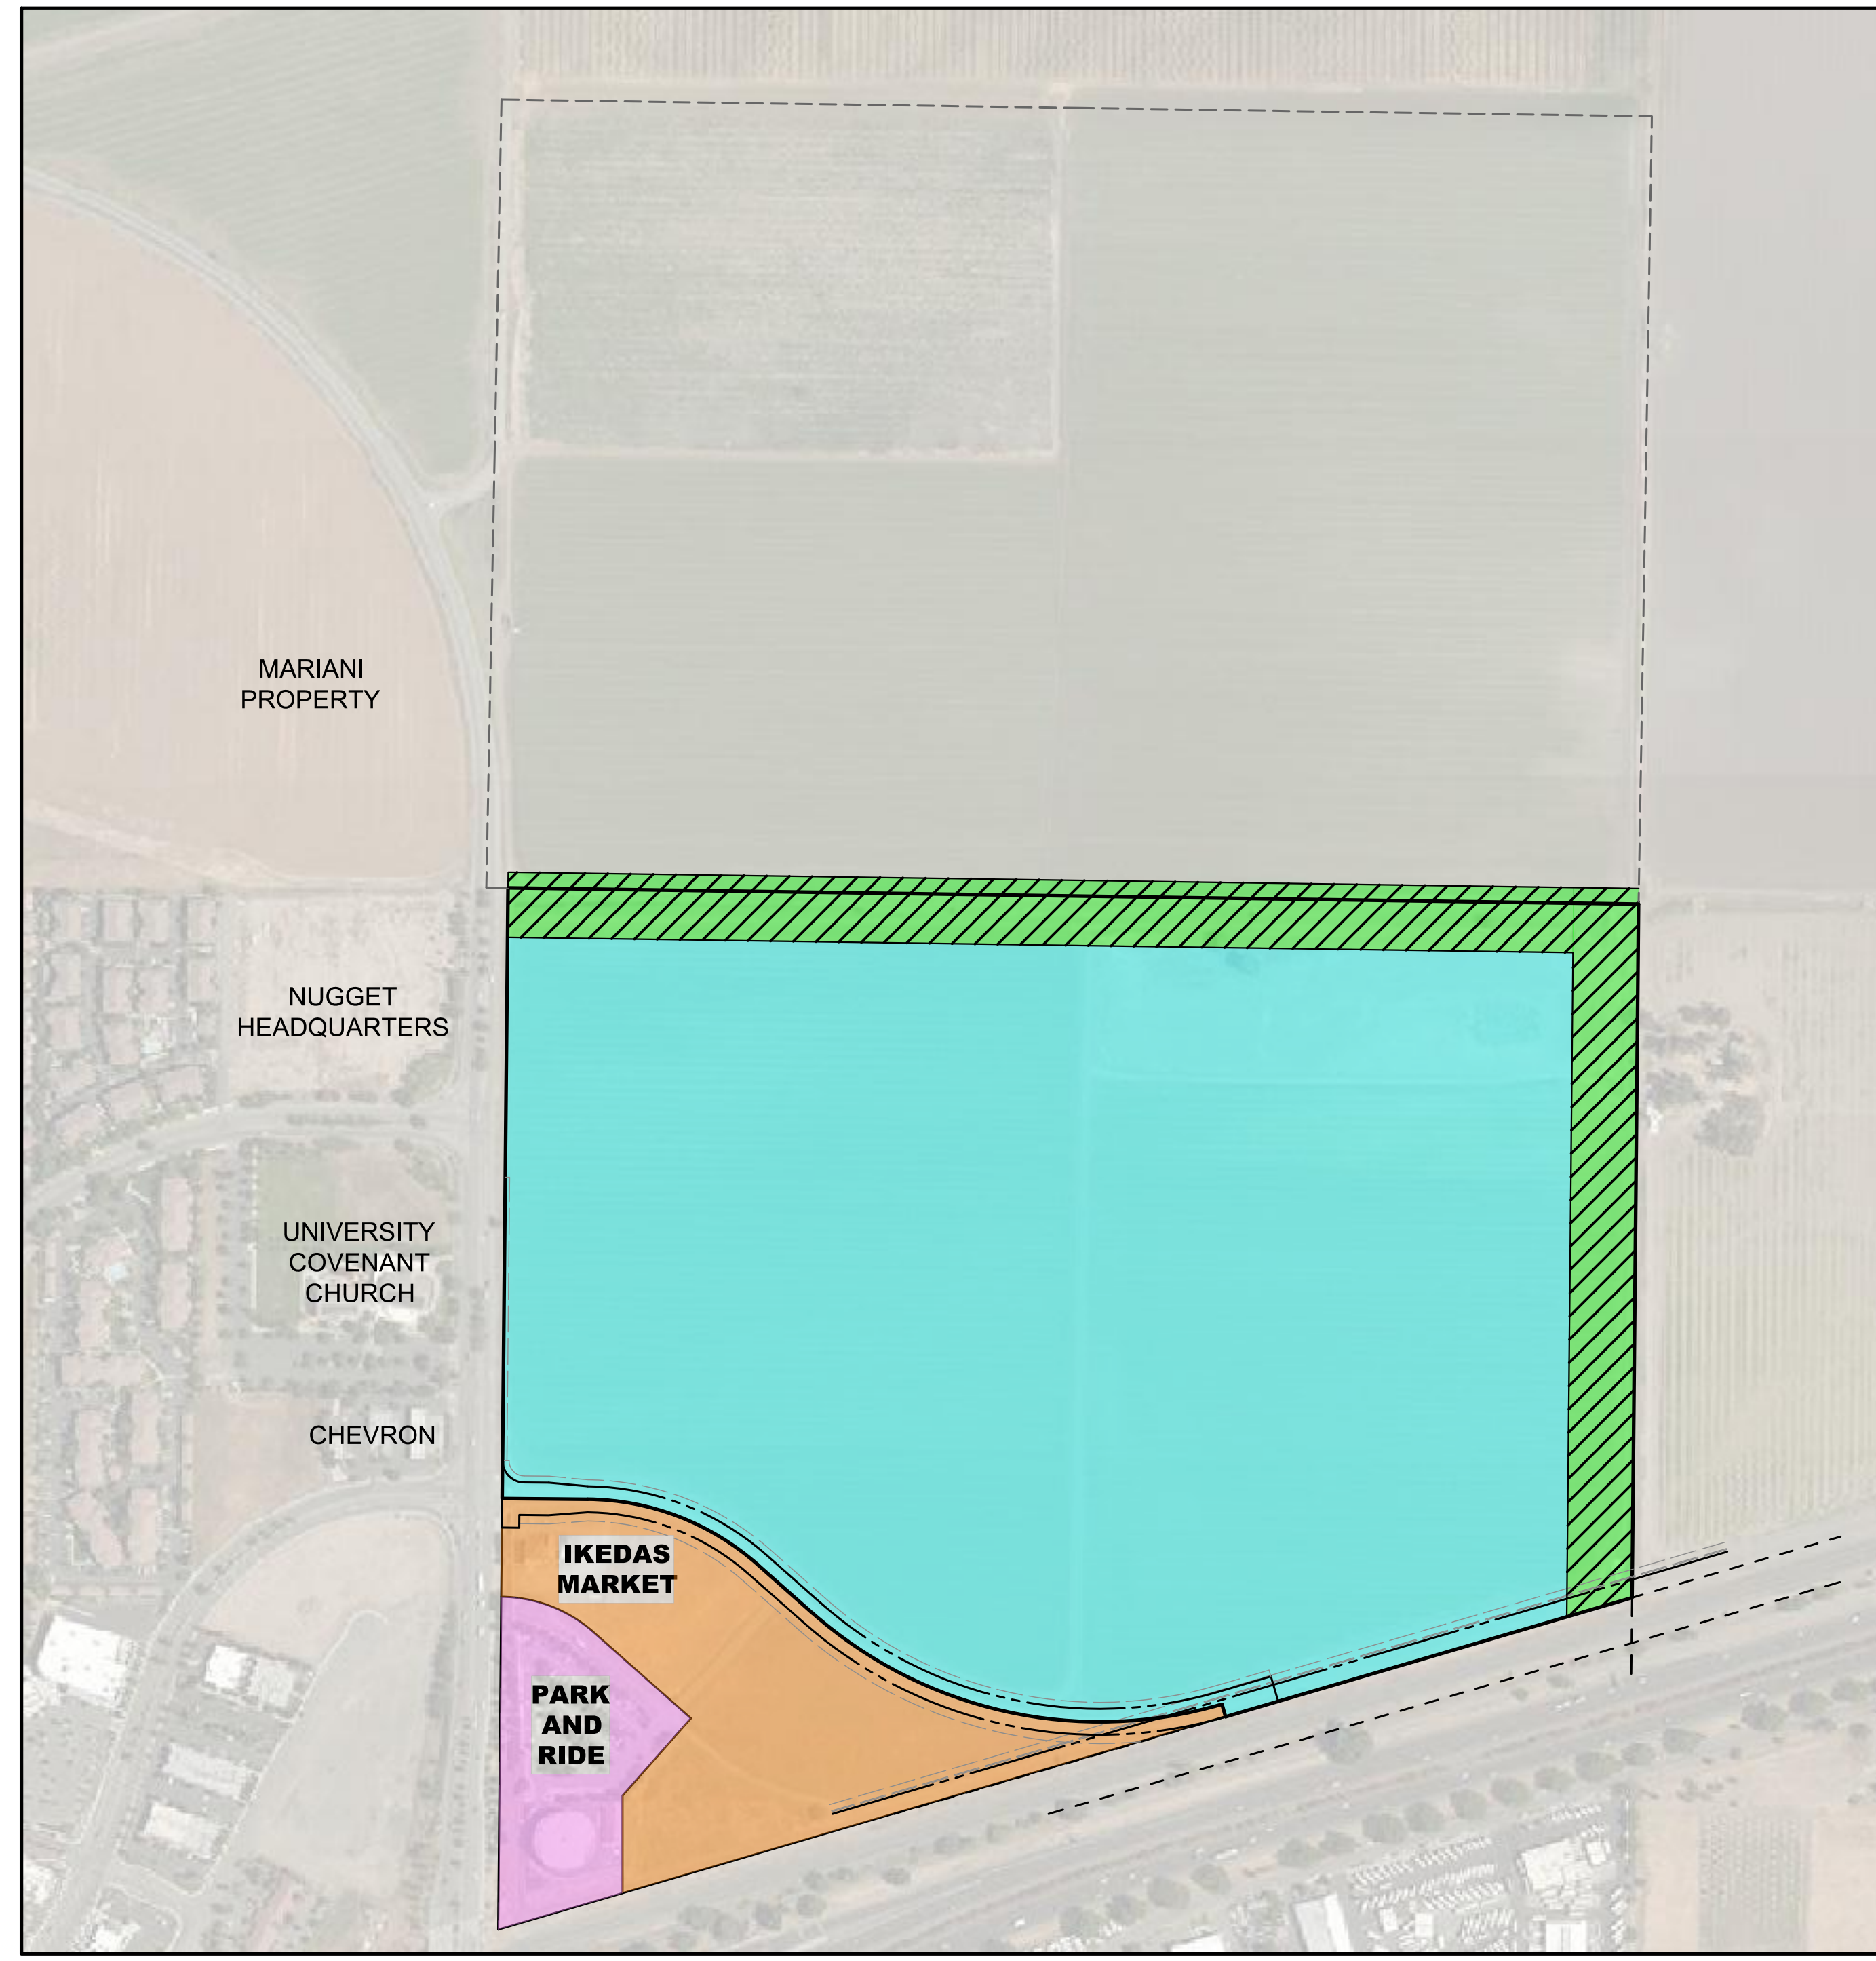 MARIANI
PROPERTY
NUGGET
HEADQUARTERS
UNIVERSITY
COVENANT
CHURCH
CHEVRON
IKEDAS
MARKET
PARK
AND
RIDE